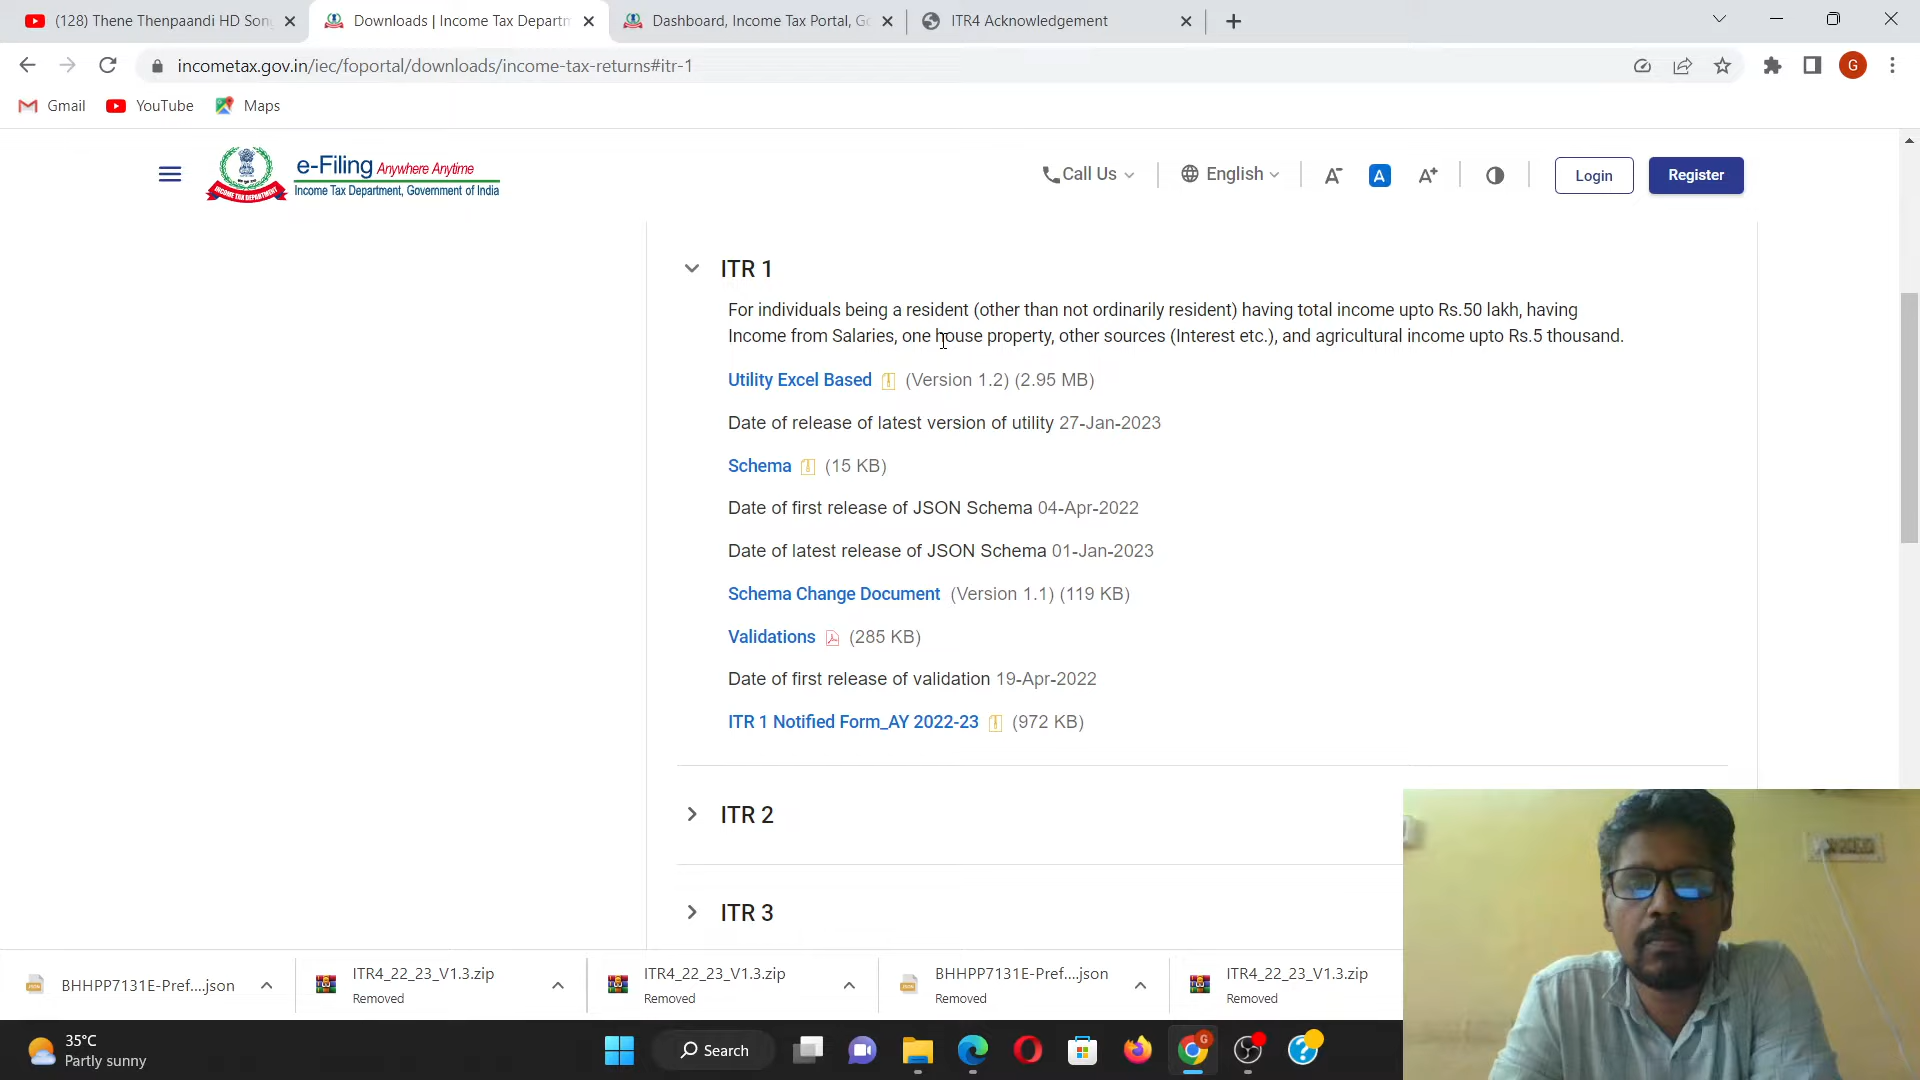 (128) Thene Thenpaandi HD Song
Downloads | Income Tax Departm
Dashboard, Income Tax Portal, Go
ITR4 Acknowledgement
incometax.gov.in/iec/foportal/downloads/income-tax-returns#itr-1
G
Gmail
YouTube
Maps
e-Filing Anywhere Anytime
Income Tax Department, Government of India
INCOME TAX DEPARTMENT
Call Us
English
A-
A
A+
Login
Register
ITR 1
For individuals being a resident (other than not ordinarily resident) having total income upto Rs.50 lakh, having
Income from Salaries, one house property, other sources (Interest etc.), and agricultural income upto Rs.5 thousand.
Utility Excel Based (Version 1.2) (2.95 MB)
Date of release of latest version of utility 27-Jan-2023
Schema (15 KB)
Date of first release of JSON Schema 04-Apr-2022
Date of latest release of JSON Schema 01-Jan-2023
Schema Change Document (Version 1.1) (119 KB)
Validations (285 KB)
Date of first release of validation 19-Apr-2022
ITR 1 Notified Form_AY 2022-23 (972 KB)
ITR 2
ITR 3
BHHPP7131E-Pref....json
ITR4_22_23_V1.3.zip
Removed
ITR4_22_23_V1.3.zip
Removed
BHHPP7131E-Pref....json
Removed
ITR4_22_23_V1.3.zip
Removed
35°C
Partly sunny
Search
G